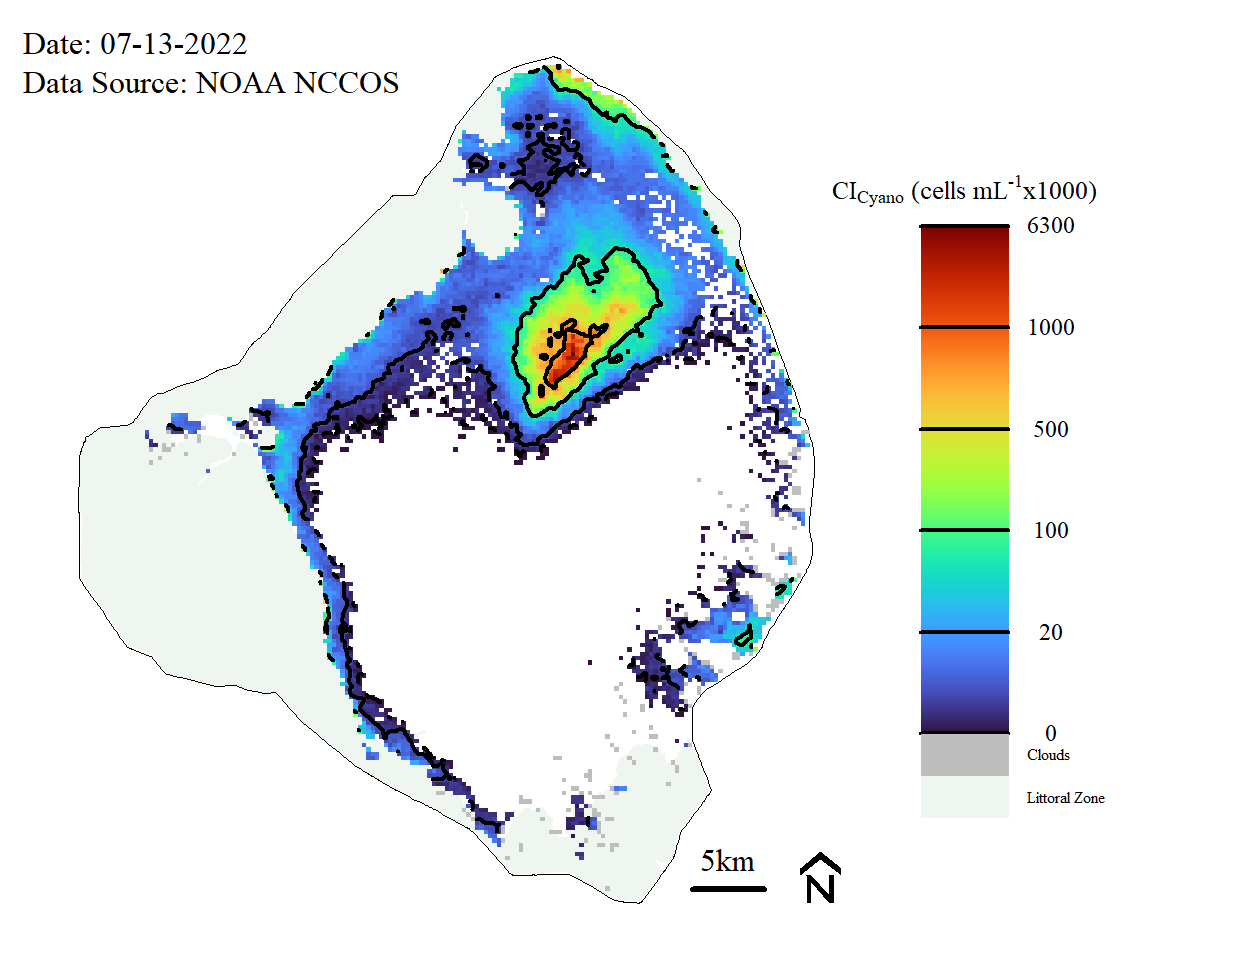 Date: 07-13-2022
Data Source: NOAA NCCOS
CICyano (cells mL-1x1000)
6300
1000
500
100
20
0
Clouds
Littoral Zone
5km
N